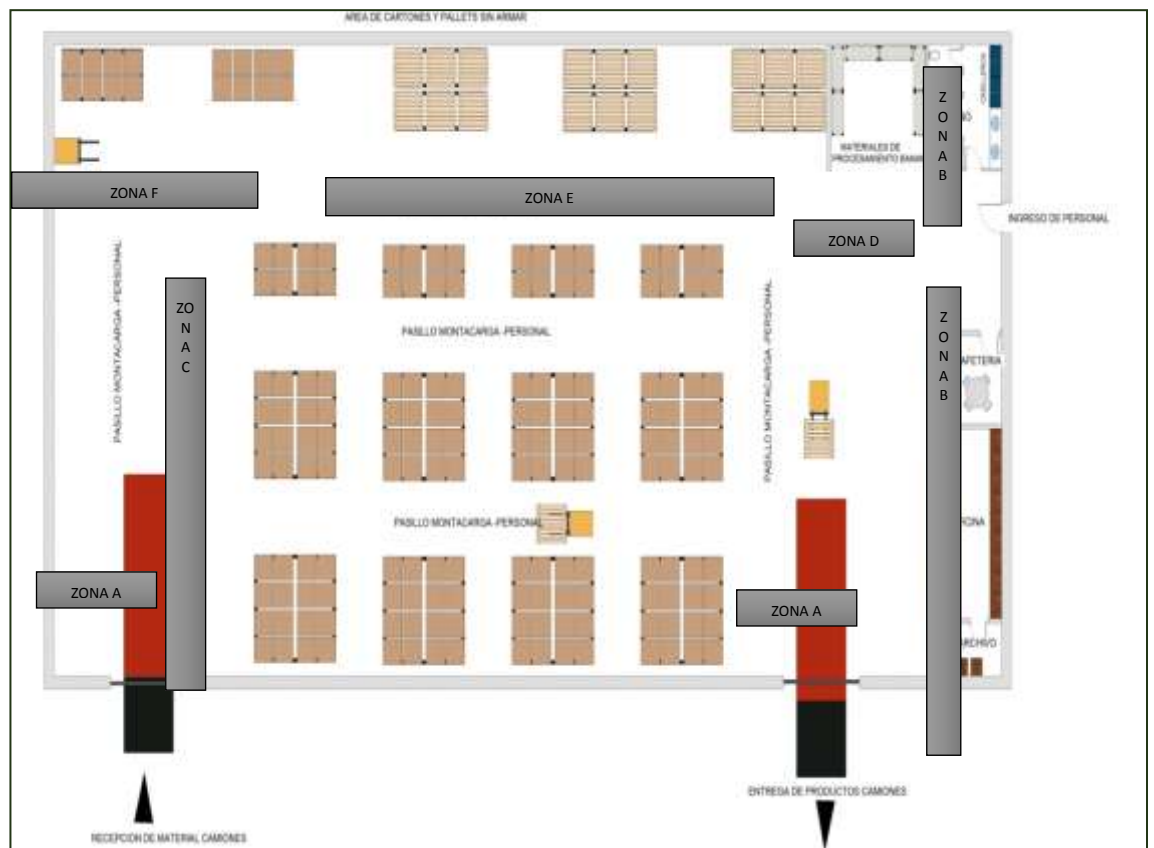 AREA DE CARTONES Y PALLETS SIN ARMAR
ZONA B
MATERIALES DE
PROCESAMIENTO
ZONA F
ZONA E
INGRESO DE PERSONAL
ZONA D
PASILLO MONTACARGA -PERSONAL
ZONA C
PASILLO MONTACARGA -PERSONAL
PASILLO MONTACARGA -PERSONAL
ZONA B
AFETERIA
PASILLO MONTACARGA -PERSONAL
CINA
ZONA A
ZONA A
ARCHIVO
ENTREGA DE PRODUCTOS CAMIONES
RECEPCION DE MATERIAL CAMIONES